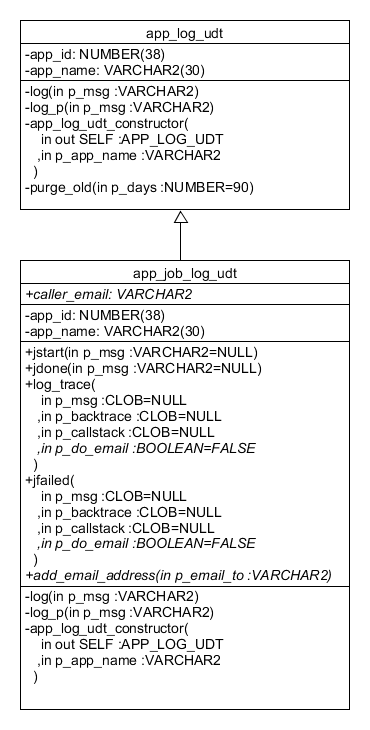 app_log_udt
-app_id: NUMBER(38)
-app_name: VARCHAR2(30)
-log(in p_msg :VARCHAR2)
-log_p(in p_msg :VARCHAR2)
-app_log_udt_constructor(
in out SELF :APP_LOG_UDT
,in p_app_name :VARCHAR2
)
-purge_old(in p_days :NUMBER=90)
app_job_log_udt
+caller_email: VARCHAR2
-app_id: NUMBER(38)
-app_name: VARCHAR2(30)
+jstart(in p_msg :VARCHAR2=NULL)
+jdone(in p_msg :VARCHAR2=NULL)
+log_trace(
in p_msg :CLOB=NULL
,in p_backtrace :CLOB=NULL
,in p_callstack :CLOB=NULL
,in p_do_email :BOOLEAN=FALSE
)
+jfailed(
in p_msg :CLOB=NULL
,in p_backtrace :CLOB=NULL
,in p_callstack :CLOB=NULL
,in p_do_email :BOOLEAN=FALSE
)
+add_email_address(in p_email_to :VARCHAR2)
-log(in p_msg :VARCHAR2)
-log_p(in p_msg :VARCHAR2)
-app_log_udt_constructor(
in out SELF :APP_LOG_UDT
,in p_app_name :VARCHAR2
)